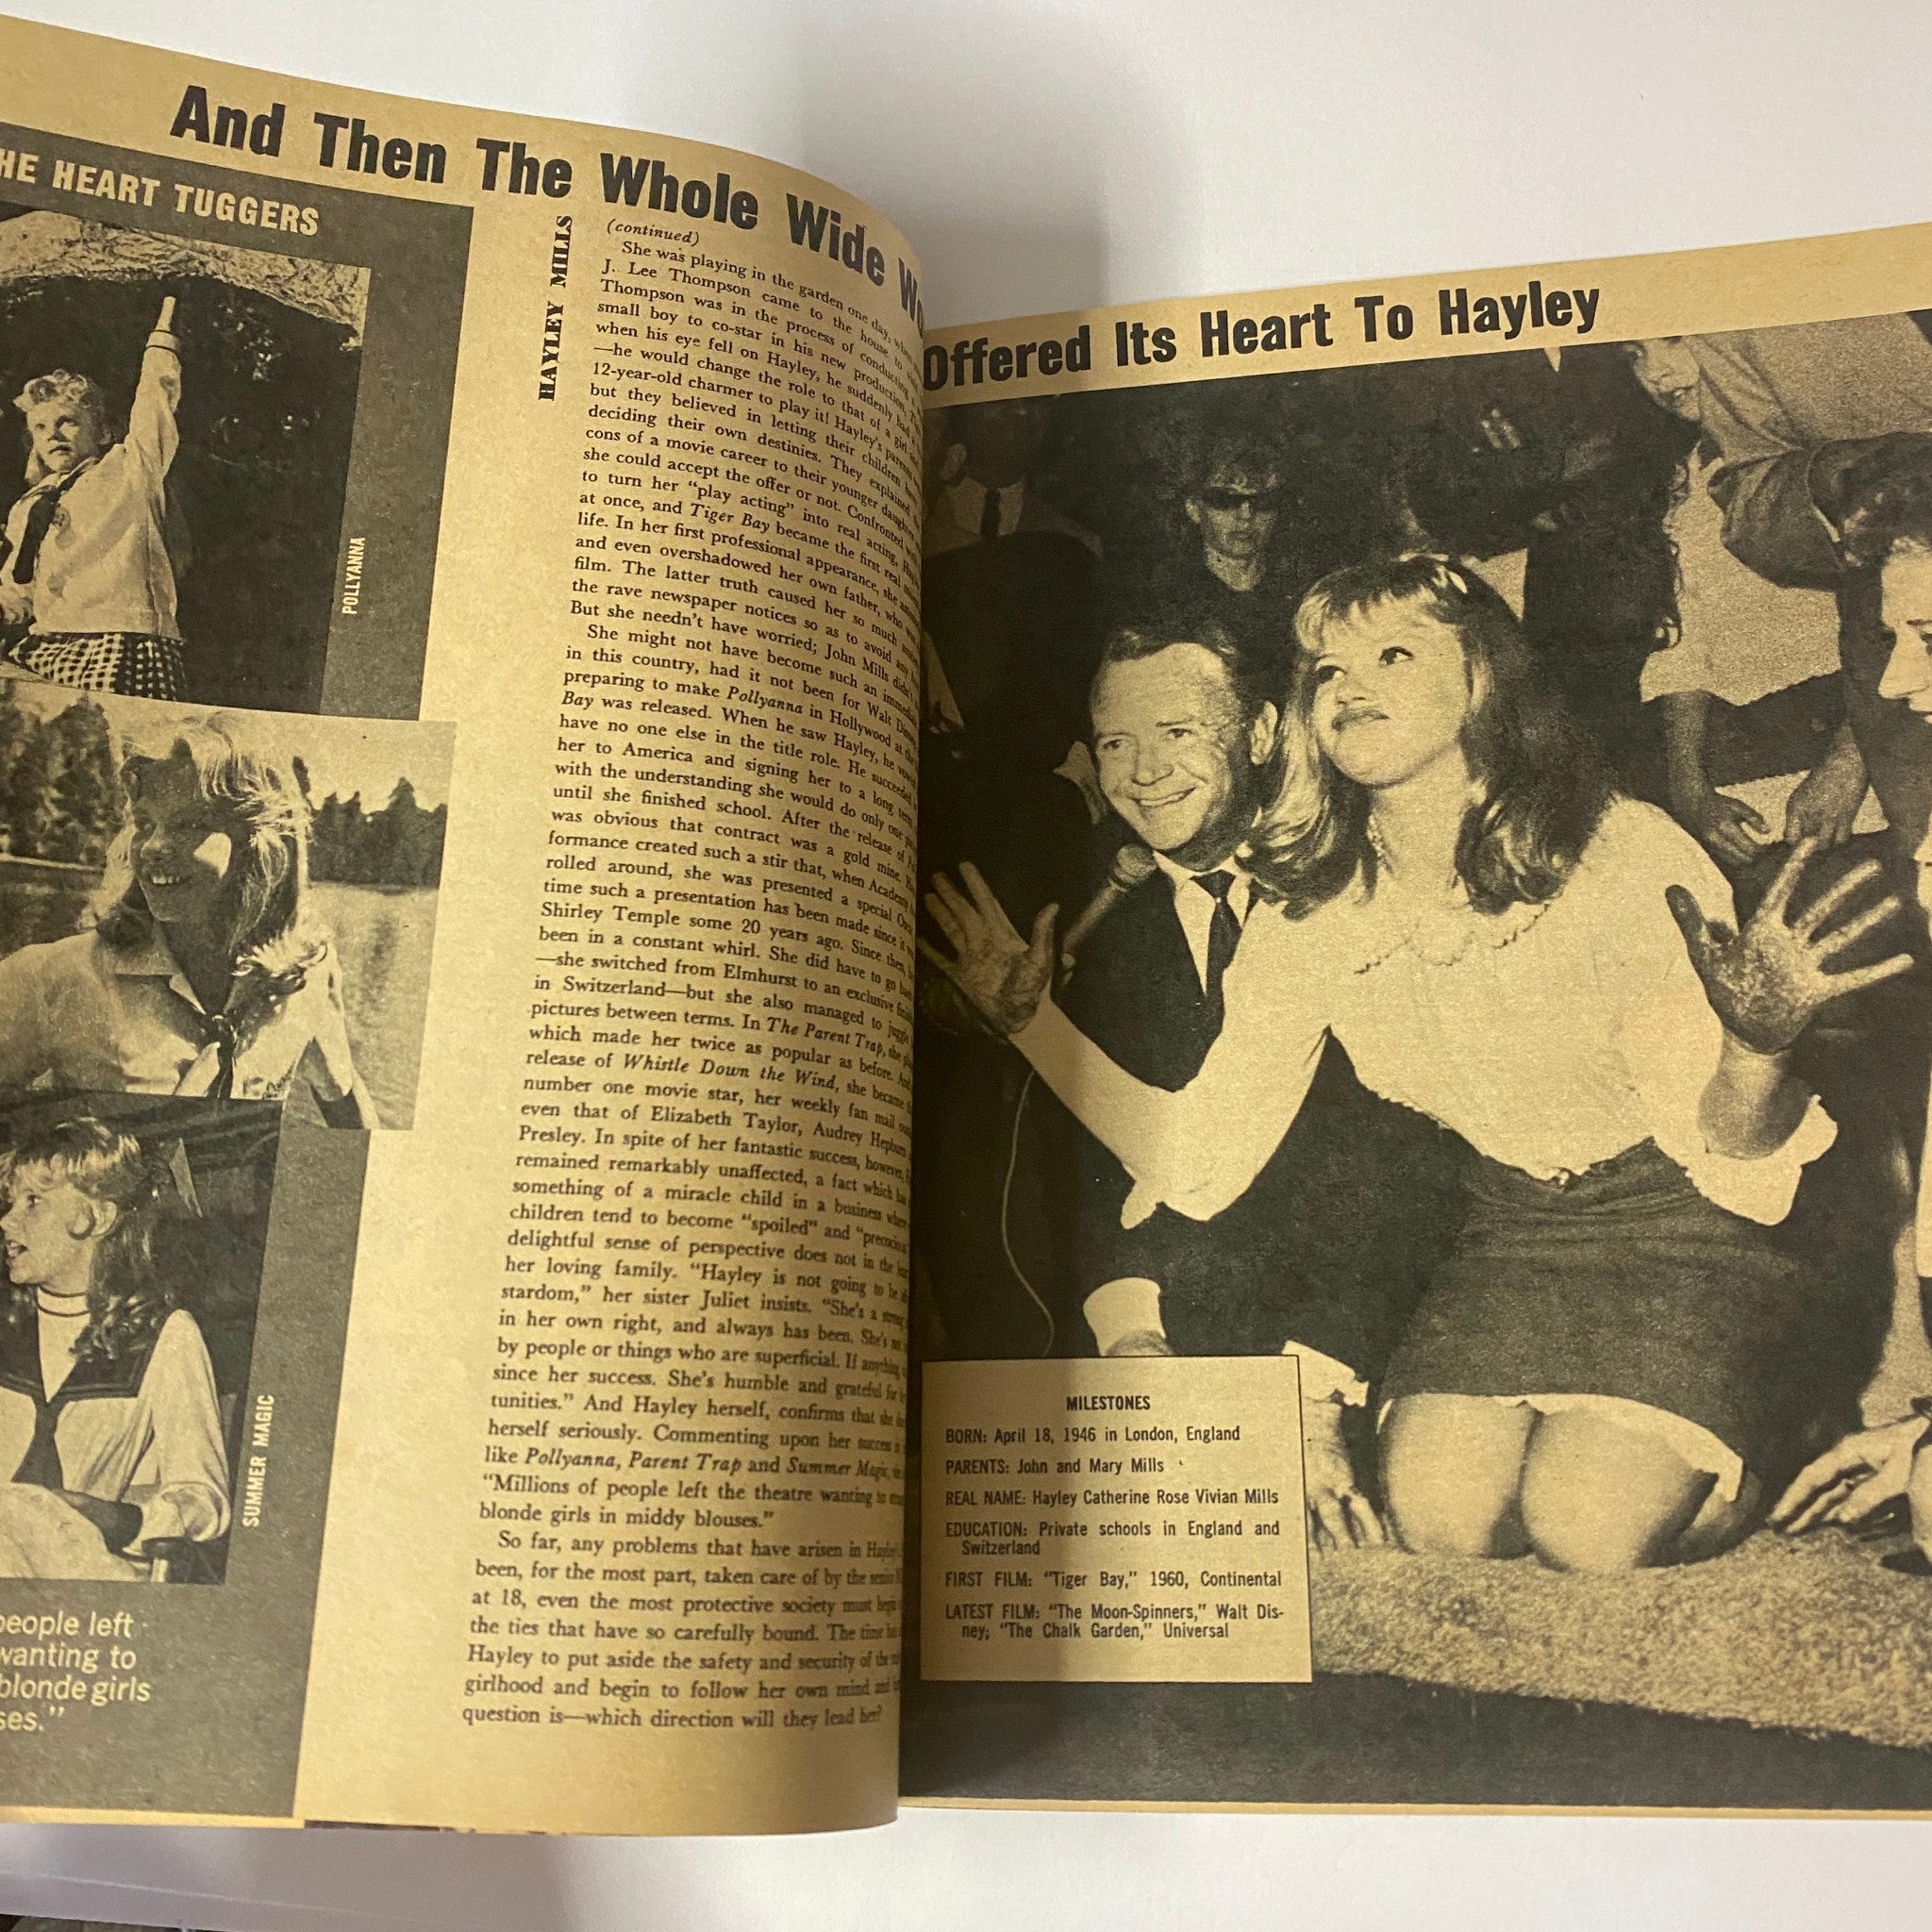 And Then The Whole Wide
HE HEART TUGGERS
POLLYANNA
SUMMER MAGIC
people left
wanting to
blonde girls
ses."
HAYLEY MILLS
(continued)
She was playing in the garden one day, when
J. Lee Thompson came to the house to
Thompson was in the process of conducting a
small boy to co-star in his new production,
when his eye fell on Hayley, he suddenly had
—he would change the role to that of a girl
12-year-old charmer to play it! Hayley's parents
but they believed in letting their children
deciding their own destinies. They explained
cons of a movie career to their younger daughter
she could accept the offer or not. Confronted
to turn her "play acting" into real acting,
at once, and Tiger Bay became the first real
life. In her first professional appearance, she
and even overshadowed her own father, who was
film. The latter truth caused her so much
the rave newspaper notices so as to avoid any
But she needn't have worried; John Mills didn't
She might not have become such an
in this country, had it not been for Walt
preparing to make Pollyanna in Hollywood at the
Bay was released. When he saw Hayley, he
have no one else in the title role. He succeeded
her to America and signing her to a long term
with the understanding she would do only one
until she finished school. After the release of
was obvious that contract was a gold mine.
formance created such a stir that, when Academy
rolled around, she was presented a special
time such a presentation has been made since it
Shirley Temple some 20 years ago. Since then,
been in a constant whirl. She did have to go back
—she switched from Elmhurst to an exclusive
in Switzerland—but she also managed to juggle
pictures between terms. In The Parent Trap, she
which made her twice as popular as before. And
release of Whistle Down the Wind, she became
number one movie star, her weekly fan mail
even that of Elizabeth Taylor, Audrey Hepburn
Presley. In spite of her fantastic success, however,
remained remarkably unaffected, a fact which has
something of a miracle child in a business where
children tend to become "spoiled" and
delightful sense of perspective does not in the
her loving family. "Hayley is not going to be
stardom," her sister Juliet insists. "She's a strong
in her own right, and always has been. She's not
by people or things who are superficial. If anything
since her success. She's humble and grateful for
tunities." And Hayley herself, confirms that she
herself seriously. Commenting upon her success
like Pollyanna, Parent Trap and Summer Magic,
"Millions of people left the theatre wanting to
blonde girls in middy blouses."
So far, any problems that have arisen in
been, for the most part, taken care of by the
at 18, even the most protective society must
the ties that have so carefully bound. The time has
Hayley to put aside the safety and security of the
girlhood and begin to follow her own mind and
question is—which direction will they lead her?
Offered Its Heart To Hayley
MILESTONES
BORN: April 18, 1946 in London, England
PARENTS: John and Mary Mills
REAL NAME: Hayley Catherine Rose Vivian Mills
EDUCATION: Private schools in England and
Switzerland
FIRST FILM: "Tiger Bay," 1960, Continental
LATEST FILM: "The Moon-Spinners," Walt Dis-
ney; "The Chalk Garden," Universal